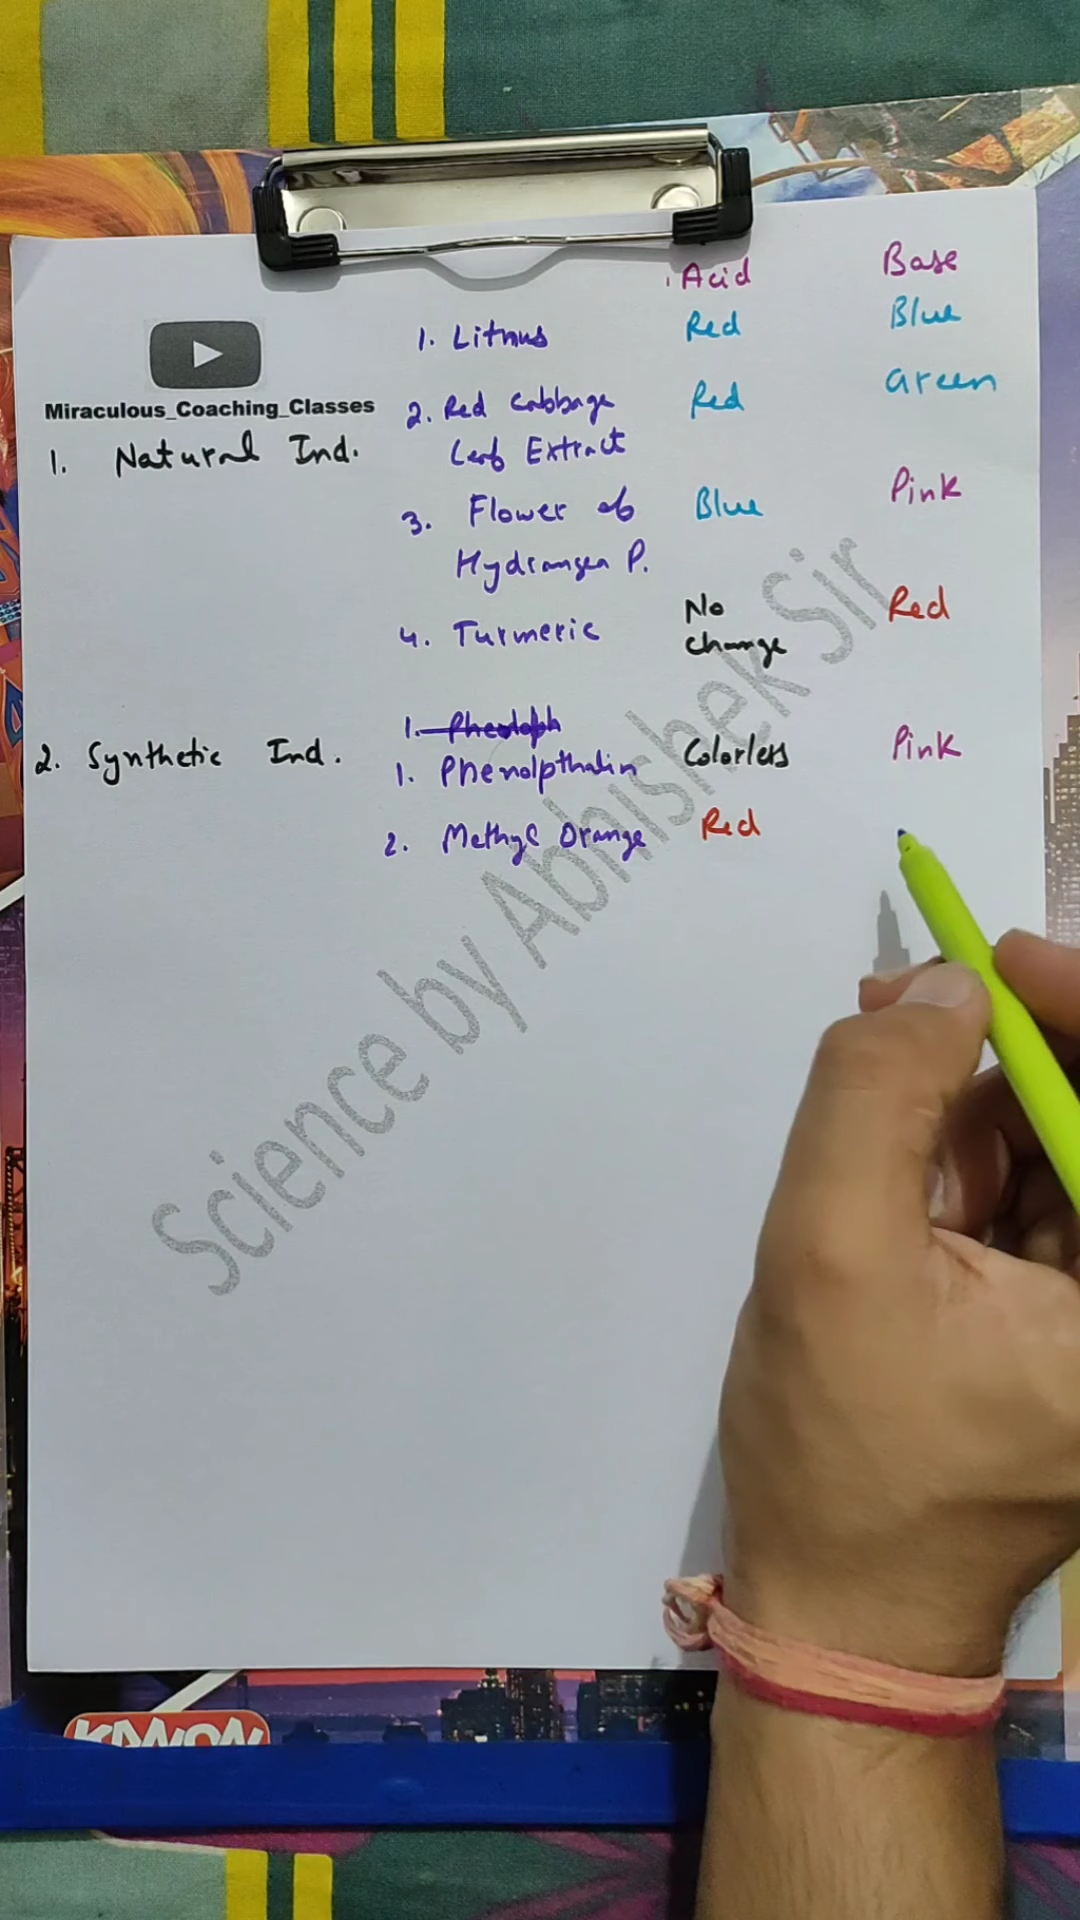 Acid Base
1. Litmus Red Blue
Miraculous_Coaching_Classes
2. Red Cabbage Red Green
Leaf Extract
1. Natural Ind.
3. Flower of Blue Pink
Hydrangea P.
4. Turmeric No Red
Change
1. Phenolph
2. Synthetic Ind.
1. Phenolpthalin Colorless Pink
2. Methyl Orange Red
Science by Abhishek Sir